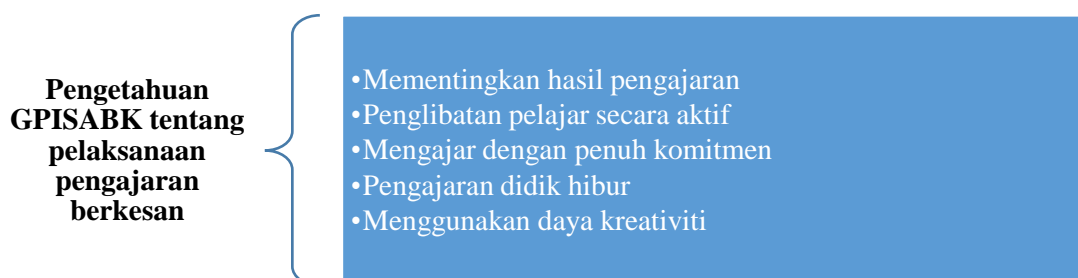 Pengetahuan
GPISABK tentang
pelaksanaan
pengajaran
berkesan
•Mementingkan hasil pengajaran
•Penglibatan pelajar secara aktif
•Mengajar dengan penuh komitmen
•Pengajaran didik hibur
•Menggunakan daya kreativiti